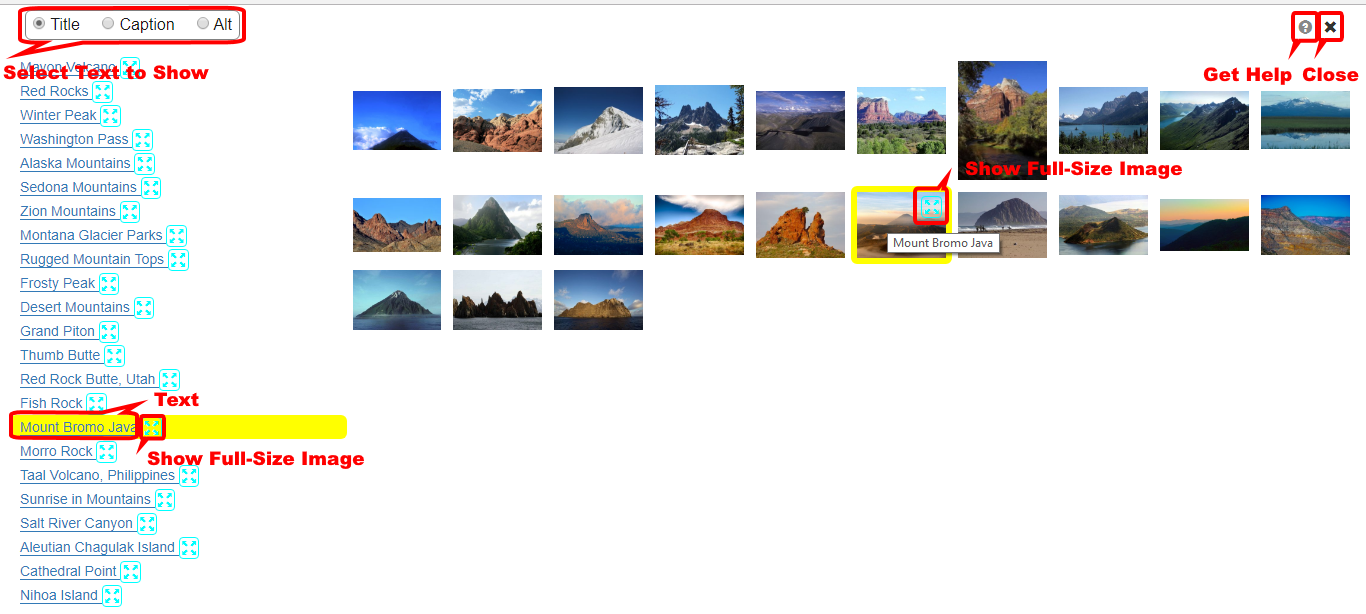 Title Caption Alt
Mayon Volcano
Select Text to Show
Get Help Close
Red Rocks
Winter Peak
Washington Pass
Alaska Mountains
Show Full-Size Image
Sedona Mountains
Zion Mountains
Montana Glacier Parks
Mount Bromo Java
Rugged Mountain Tops
Frosty Peak
Desert Mountains
Grand Piton
Thumb Butte
Red Rock Butte, Utah
Fish Rock
Text
Mount Bromo Java
Morro Rock
Show Full-Size Image
Taal Volcano, Philippines
Sunrise in Mountains
Salt River Canyon
Aleutian Chagulak Island
Cathedral Point
Nihoa Island